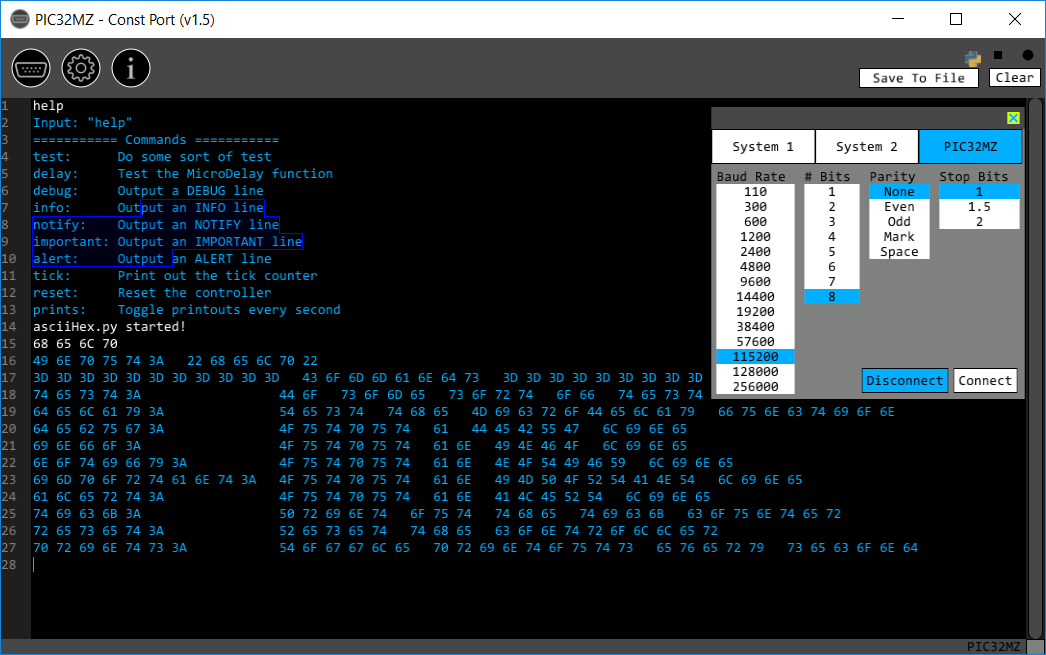 PIC32MZ - Const Port (v1.5)
Save To File
Clear
1 help
2 Input: "help"
3 =========== Commands ===========
4 test:      Do some sort of test
5 delay:     Test the MicroDelay function
6 debug:     Output a DEBUG line
7 info:      Output an INFO line
8 notify:    Output an NOTIFY line
9 important: Output an IMPORTANT line
10 alert:     Output an ALERT line
11 tick:      Print out the tick counter
12 reset:     Reset the controller
13 prints:    Toggle printouts every second
14 asciiHex.py started!
15 68 65 6C 70
16 49 6E 70 75 74 3A   22 68 65 6C 70 22
17 3D 3D 3D 3D 3D 3D 3D 3D 3D 3D 3D   43 6F 6D 6D 61 6E 64 73   3D 3D 3D 3D 3D 3D 3D 3D 3D
18 74 65 73 74 3A                  44 6F   73 6F 6D 65   73 6F 72 74   6F 66   74 65 73 74
19 64 65 6C 61 79 3A               54 65 73 74   74 68 65   4D 69 63 72 6F 44 65 6C 61 79   66 75 6E 63 74 69 6F 6E
20 64 65 62 75 67 3A               4F 75 74 70 75 74   61   44 45 42 55 47   6C 69 6E 65
21 69 6E 66 6F 3A                  4F 75 74 70 75 74   61 6E   49 4E 46 4F   6C 69 6E 65
22 6E 6F 74 69 66 79 3A            4F 75 74 70 75 74   61 6E   4E 4F 54 49 46 59   6C 69 6E 65
23 69 6D 70 6F 72 74 61 6E 74 3A   4F 75 74 70 75 74   61 6E   49 4D 50 4F 52 54 41 4E 54   6C 69 6E 65
24 61 6C 65 72 74 3A               4F 75 74 70 75 74   61 6E   41 4C 45 52 54   6C 69 6E 65
25 74 69 63 6B 3A                  50 72 69 6E 74   6F 75 74   74 68 65   74 69 63 6B   63 6F 75 6E 74 65 72
26 72 65 73 65 74 3A               52 65 73 65 74   74 68 65   63 6F 6E 74 72 6F 6C 6C 65 72
27 70 72 69 6E 74 73 3A            54 6F 67 67 6C 65   70 72 69 6E 74 6F 75 74 73   65 76 65 72 79   73 65 63 6F 6E 64
28
System 1 System 2 PIC32MZ
Baud Rate
110
300
600
1200
2400
4800
9600
14400
19200
38400
57600
115200
128000
256000
# Bits
1
2
3
4
5
6
7
8
Parity
None
Even
Odd
Mark
Space
Stop Bits
1
1.5
2
Disconnect Connect
PIC32MZ